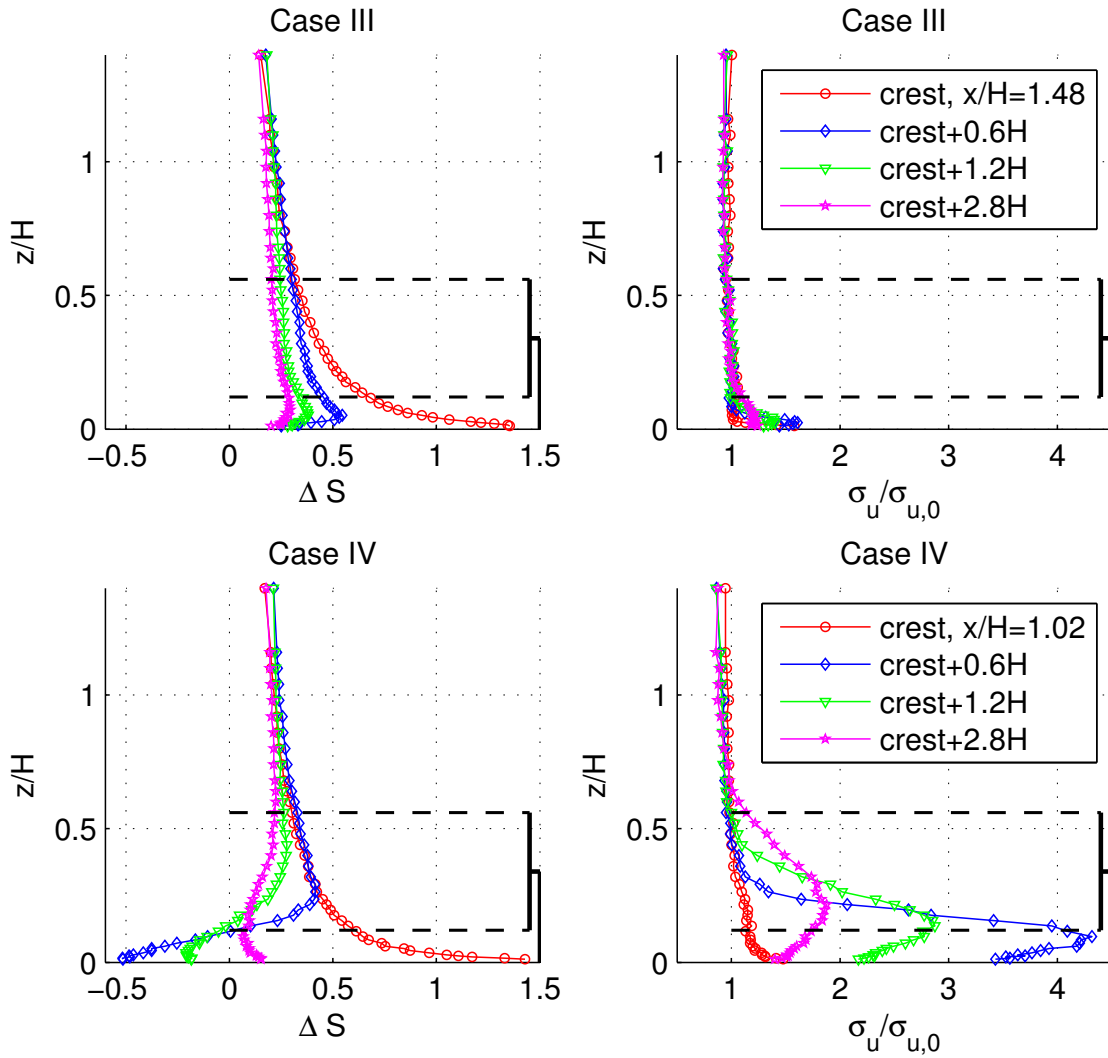 Case III
z/H
1
0.5
0
−0.5 0 0.5 1 1.5
Δ S
Case III
crest, x/H=1.48
crest+0.6H
crest+1.2H
crest+2.8H
z/H
1
0.5
0
1 2 3 4
σu/σu,0
Case IV
z/H
1
0.5
0
−0.5 0 0.5 1 1.5
Δ S
Case IV
crest, x/H=1.02
crest+0.6H
crest+1.2H
crest+2.8H
z/H
1
0.5
0
1 2 3 4
σu/σu,0